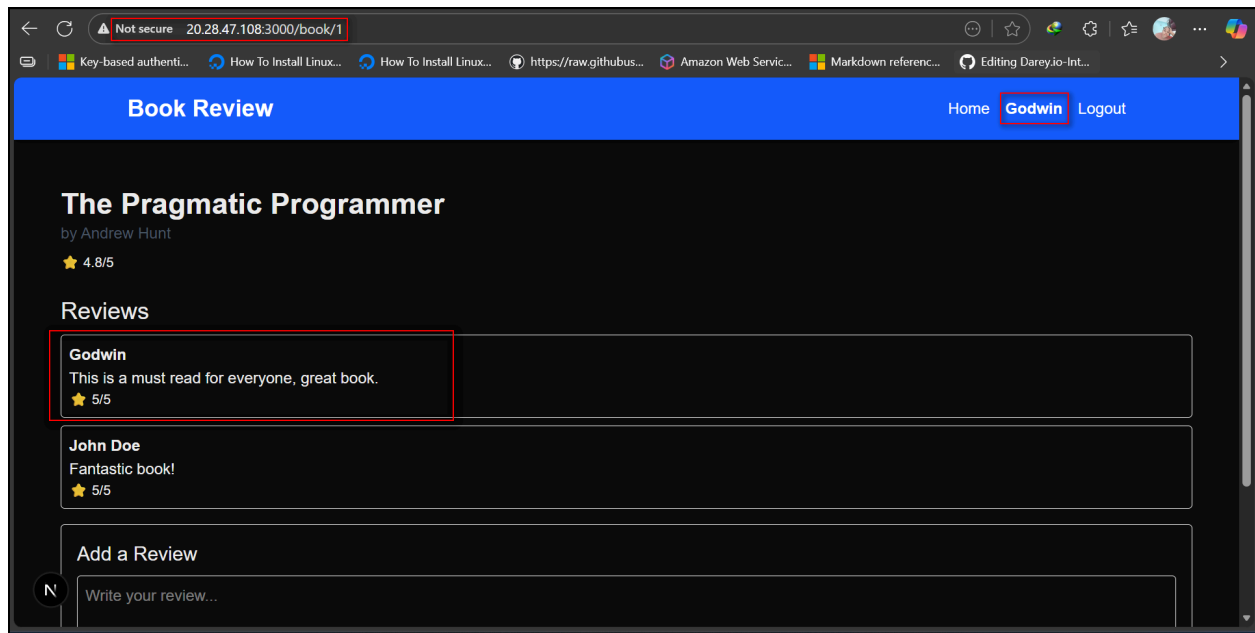 Not secure 20.28.47.108:3000/book/1
Key-based authenti... How To Install Linux... How To Install Linux... https://raw.githubus... Amazon Web Servic... Markdown referenc... Editing Darey.io-Int...
Book Review Home Godwin Logout
The Pragmatic Programmer
by Andrew Hunt
4.8/5
Reviews
Godwin
This is a must read for everyone, great book.
5/5
John Doe
Fantastic book!
5/5
Add a Review
N
Write your review...